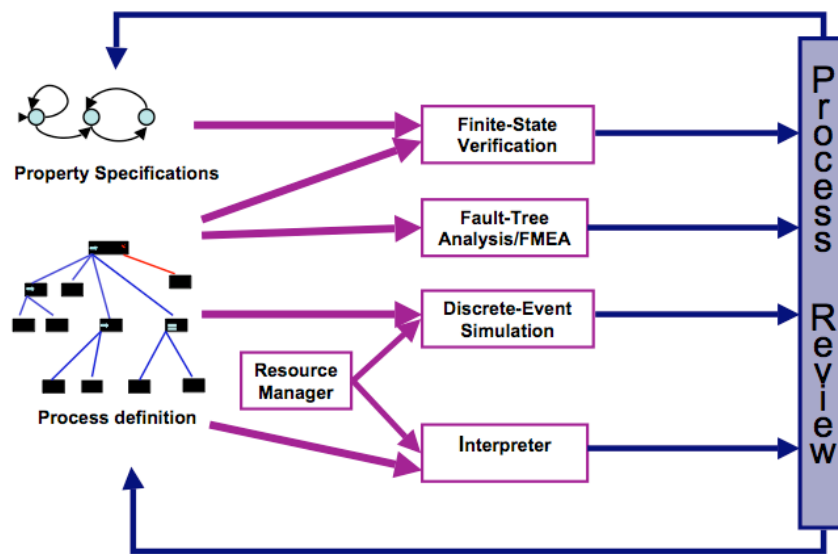 Property Specifications
Process definition
Resource
Manager
Finite-State
Verification
Fault-Tree
Analysis/FMEA
Discrete-Event
Simulation
Interpreter
Process Review